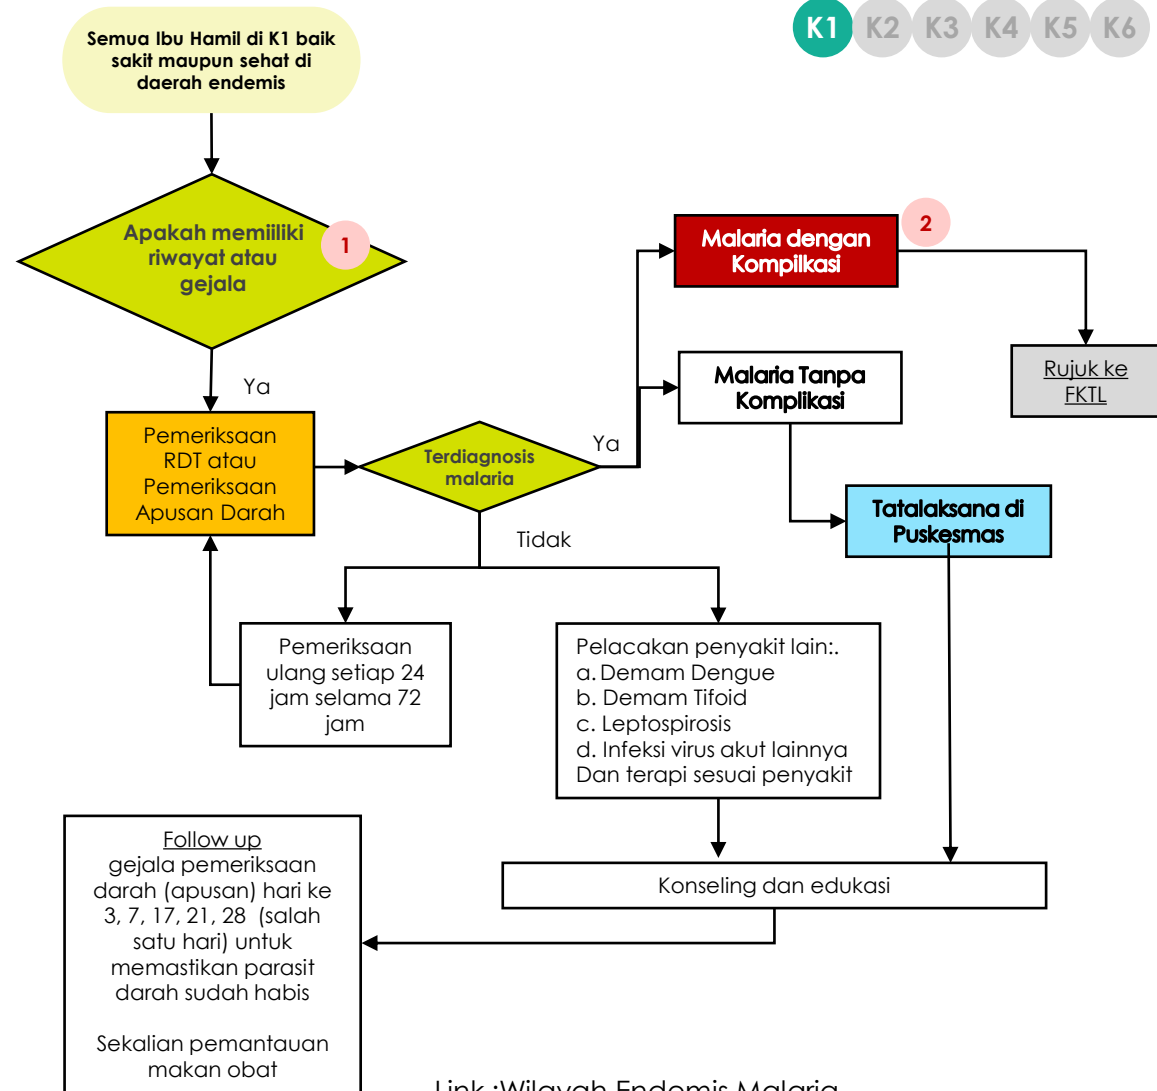 Semua Ibu Hamil di K1 baik
sakit maupun sehat di
daerah endemis
K1 K2 K3 K4 K5 K6
Apakah memiiliki
riwayat atau
gejala
1
Ya
Pemeriksaan
RDT atau
Pemeriksaan
Apusan Darah
Terdiagnosis
malaria
Ya
Malaria dengan
Kompilkasi
2
Rujuk ke
FKTL
Malaria Tanpa
Komplikasi
Tatalaksana di
Puskesmas
Tidak
Pemeriksaan
ulang setiap 24
jam selama 72
jam
Pelacakan penyakit lain:.
a. Demam Dengue
b. Demam Tifoid
c. Leptospirosis
d. Infeksi virus akut lainnya
Dan terapi sesuai penyakit
Konseling dan edukasi
Follow up
gejala pemeriksaan
darah (apusan) hari ke
3, 7, 17, 21, 28 (salah
satu hari) untuk
memastikan parasit
darah sudah habis
Sekalian pemantauan
makan obat
Link :Wilayah Endemis Malaria